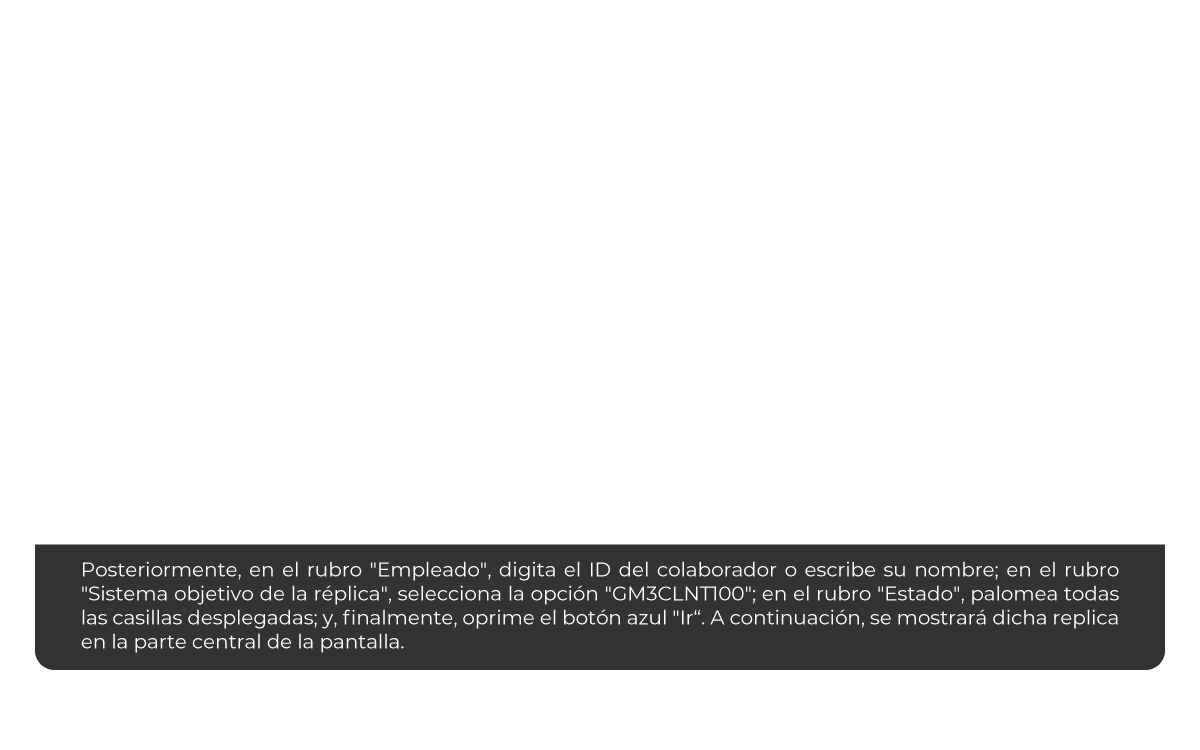 Posteriormente, en el rubro "Empleado", digita el ID del colaborador o escribe su nombre; en el rubro
"Sistema objetivo de la réplica", selecciona la opción "GM3CLNT100"; en el rubro "Estado", palomea todas
las casillas desplegadas; y, finalmente, oprime el botón azul "Ir“. A continuación, se mostrará dicha replica
en la parte central de la pantalla.